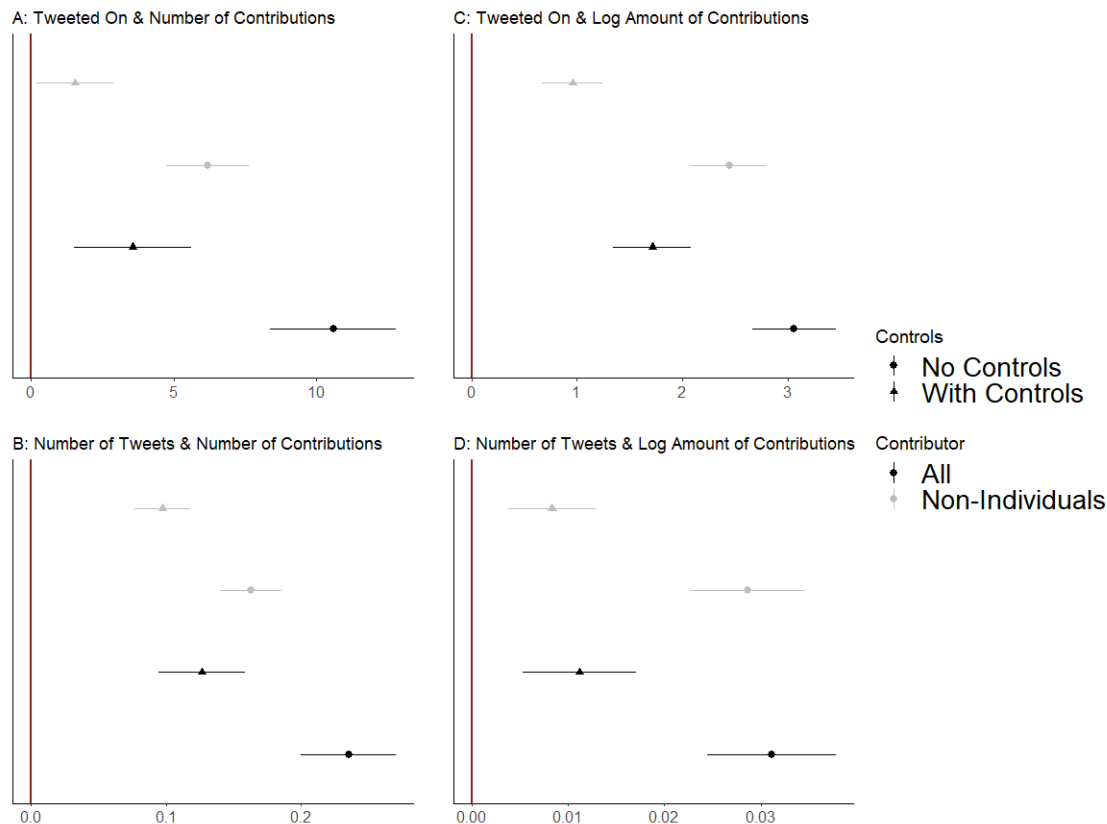 A: Tweeted On & Number of Contributions
0 5 10
C: Tweeted On & Log Amount of Contributions
0 1 2 3
B: Number of Tweets & Number of Contributions
0.0 0.1 0.2
D: Number of Tweets & Log Amount of Contributions
0.00 0.01 0.02 0.03
Controls
No Controls
With Controls
Contributor
All
Non-Individuals